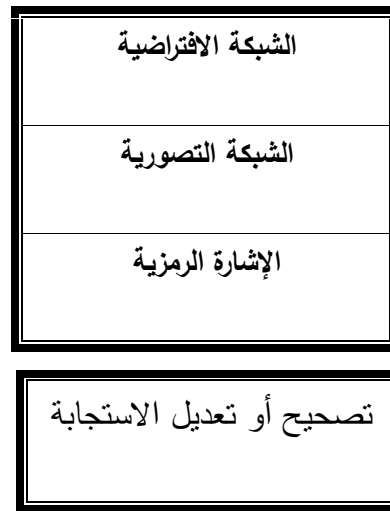 الشبكة الافتراضية
الشبكة التصورية
الإشارة الرمزية
تصحيح أو تعديل الاستجابة